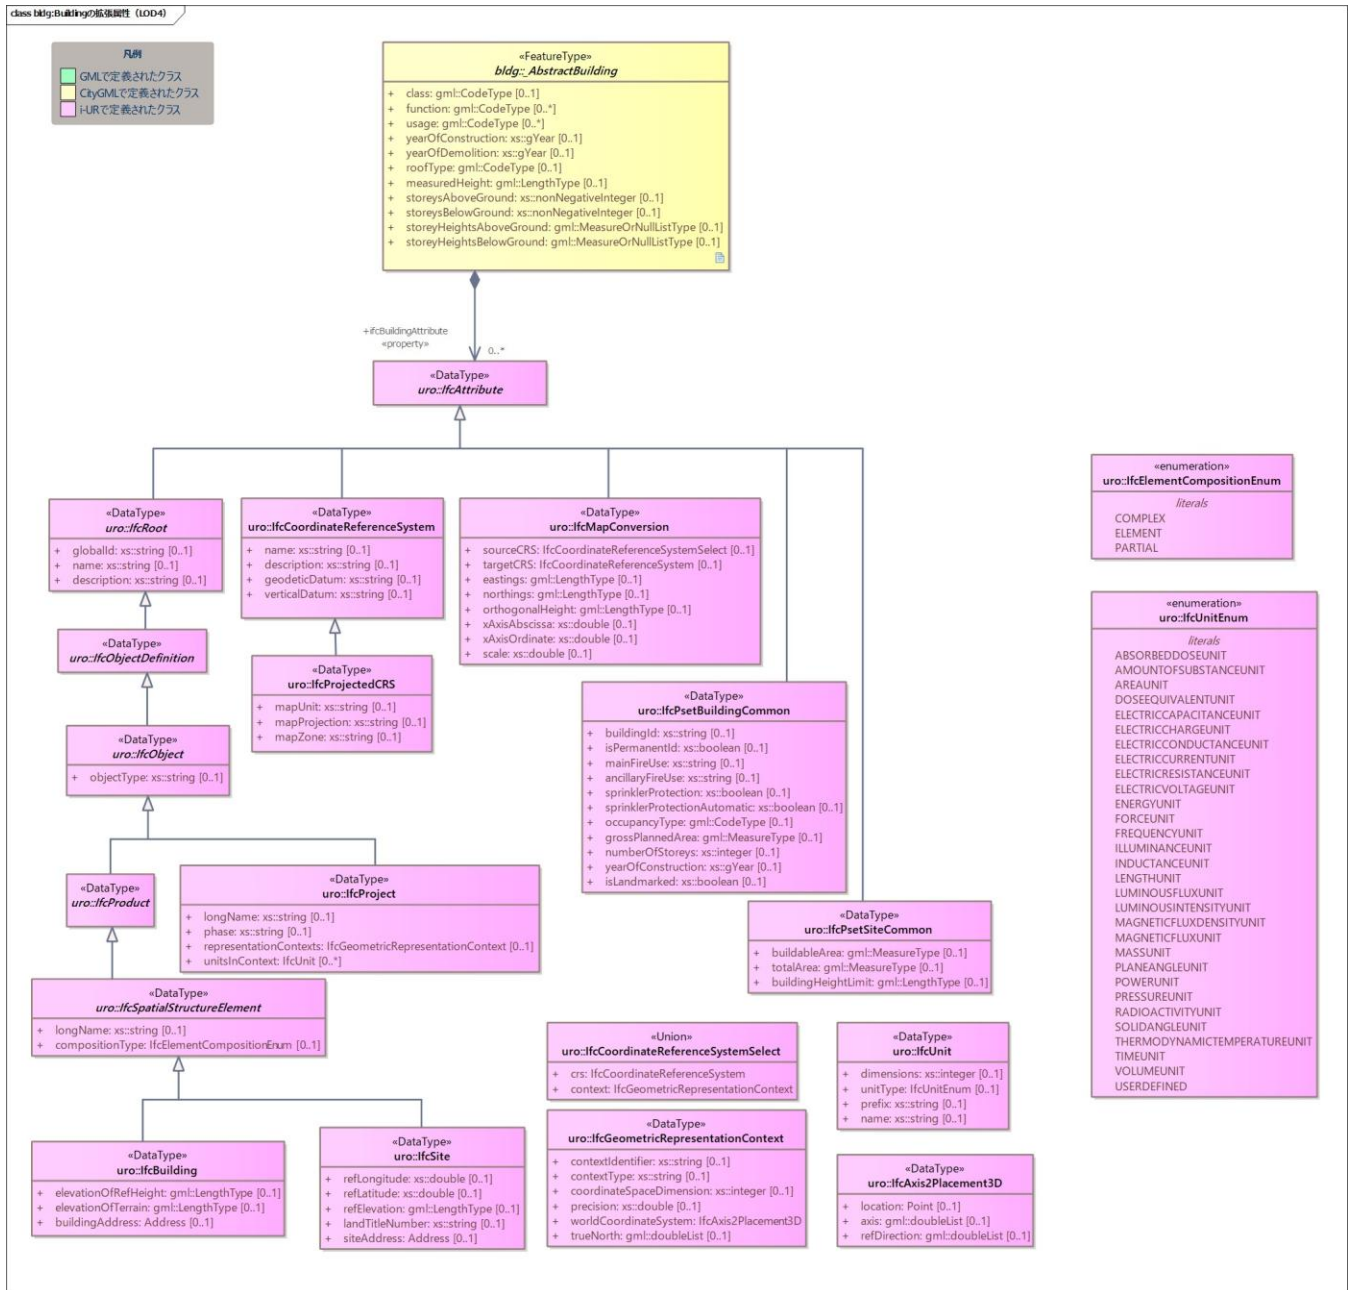 class bldg:Buildingの拡張属性（LOD4）
凡例
GMLで定義されたクラス
CityGMLで定義されたクラス
i-URで定義されたクラス
«FeatureType»
bldg::_AbstractBuilding
+ class: gml::CodeType [0..1]
+ function: gml::CodeType [0..*]
+ usage: gml::CodeType [0..*]
+ yearOfConstruction: xs::gYear [0..1]
+ yearOfDemolition: xs::gYear [0..1]
+ roofType: gml::CodeType [0..1]
+ measuredHeight: gml::LengthType [0..1]
+ storeysAboveGround: xs::nonNegativeInteger [0..1]
+ storeysBelowGround: xs::nonNegativeInteger [0..1]
+ storeyHeightsAboveGround: gml::MeasureOrNullListType [0..1]
+ storeyHeightsBelowGround: gml::MeasureOrNullListType [0..1]
+ifcBuildingAttribute
«property»
0..*
«DataType»
uro::IfcAttribute
«DataType»
uro::IfcRoot
+ globalId: xs::string [0..1]
+ name: xs::string [0..1]
+ description: xs::string [0..1]
«DataType»
uro::IfcCoordinateReferenceSystem
+ name: xs::string [0..1]
+ description: xs::string [0..1]
+ geodeticDatum: xs::string [0..1]
+ verticalDatum: xs::string [0..1]
«DataType»
uro::IfcMapConversion
+ sourceCRS: IfcCoordinateReferenceSystemSelect [0..1]
+ targetCRS: IfcCoordinateReferenceSystem [0..1]
+ eastings: gml::LengthType [0..1]
+ northings: gml::LengthType [0..1]
+ orthogonalHeight: gml::LengthType [0..1]
+ xAxisAbscissa: xs::double [0..1]
+ xAxisOrdinate: xs::double [0..1]
+ scale: xs::double [0..1]
«DataType»
uro::IfcObjectDefinition
«DataType»
uro::IfcProjectedCRS
+ mapUnit: xs::string [0..1]
+ mapProjection: xs::string [0..1]
+ mapZone: xs::string [0..1]
«DataType»
uro::IfcPsetBuildingCommon
+ buildingId: xs::string [0..1]
+ isPermanentId: xs::boolean [0..1]
+ mainFireUse: xs::string [0..1]
+ ancillaryFireUse: xs::string [0..1]
+ sprinklerProtection: xs::boolean [0..1]
+ sprinklerProtectionAutomatic: xs::boolean [0..1]
+ occupancyType: gml::CodeType [0..1]
+ grossPlannedArea: gml::MeasureType [0..1]
+ numberOfStoreys: xs::integer [0..1]
+ yearOfConstruction: xs::gYear [0..1]
+ isLandmarked: xs::boolean [0..1]
«DataType»
uro::IfcObject
+ objectType: xs::string [0..1]
«DataType»
uro::IfcProduct
«DataType»
uro::IfcProject
+ longName: xs::string [0..1]
+ phase: xs::string [0..1]
+ representationContexts: IfcGeometricRepresentationContext [0..1]
+ unitsInContext: IfcUnit [0..*]
«DataType»
uro::IfcPsetSiteCommon
+ buildableArea: gml::MeasureType [0..1]
+ totalArea: gml::MeasureType [0..1]
+ buildingHeightLimit: gml::LengthType [0..1]
«DataType»
uro::IfcSpatialStructureElement
+ longName: xs::string [0..1]
+ compositionType: IfcElementCompositionEnum [0..1]
«DataType»
uro::IfcBuilding
+ elevationOfRefHeight: gml::LengthType [0..1]
+ elevationOfTerrain: gml::LengthType [0..1]
+ buildingAddress: Address [0..1]
«DataType»
uro::IfcSite
+ refLongitude: xs::double [0..1]
+ refLatitude: xs::double [0..1]
+ refElevation: gml::LengthType [0..1]
+ landTitleNumber: xs::string [0..1]
+ siteAddress: Address [0..1]
«Union»
uro::IfcCoordinateReferenceSystemSelect
+ crs: IfcCoordinateReferenceSystem
+ context: IfcGeometricRepresentationContext
«DataType»
uro::IfcGeometricRepresentationContext
+ contextIdentifier: xs::string [0..1]
+ contextType: xs::string [0..1]
+ coordinateSpaceDimension: xs::integer [0..1]
+ precision: xs::double [0..1]
+ worldCoordinateSystem: IfcAxis2Placement3D
+ trueNorth: gml::doubleList [0..1]
«DataType»
uro::IfcUnit
+ dimensions: xs::integer [0..1]
+ unitType: IfcUnitEnum [0..1]
+ prefix: xs::string [0..1]
+ name: xs::string [0..1]
«DataType»
uro::IfcAxis2Placement3D
+ location: Point [0..1]
+ axis: gml::doubleList [0..1]
+ refDirection: gml::doubleList [0..1]
«enumeration»
uro::IfcElementCompositionEnum
literals
COMPLEX
ELEMENT
PARTIAL
«enumeration»
uro::IfcUnitEnum
literals
ABSORBEDDOSEUNIT
AMOUNTOFSUBSTANCEUNIT
AREAUNIT
DOSEEQUIVALENTUNIT
ELECTRICCAPACITANCEUNIT
ELECTRICCHARGEUNIT
ELECTRICCONDUCTANCEUNIT
ELECTRICCURRENTUNIT
ELECTRICRESISTANCEUNIT
ELECTRICVOLTAGEUNIT
ENERGYUNIT
FORCEUNIT
FREQUENCYUNIT
ILLUMINANCEUNIT
INDUCTANCEUNIT
LENGTHUNIT
LUMINOUSFLUXUNIT
LUMINOUSINTENSITYUNIT
MAGNETICFLUXDENSITYUNIT
MAGNETICFLUXUNIT
MASSUNIT
PLANEANGLEUNIT
POWERUNIT
PRESSUREUNIT
RADIOACTIVITYUNIT
SOLIDANGLEUNIT
THERMODYNAMICTEMPERATUREUNIT
TIMEUNIT
VOLUMEUNIT
USERDEFINED